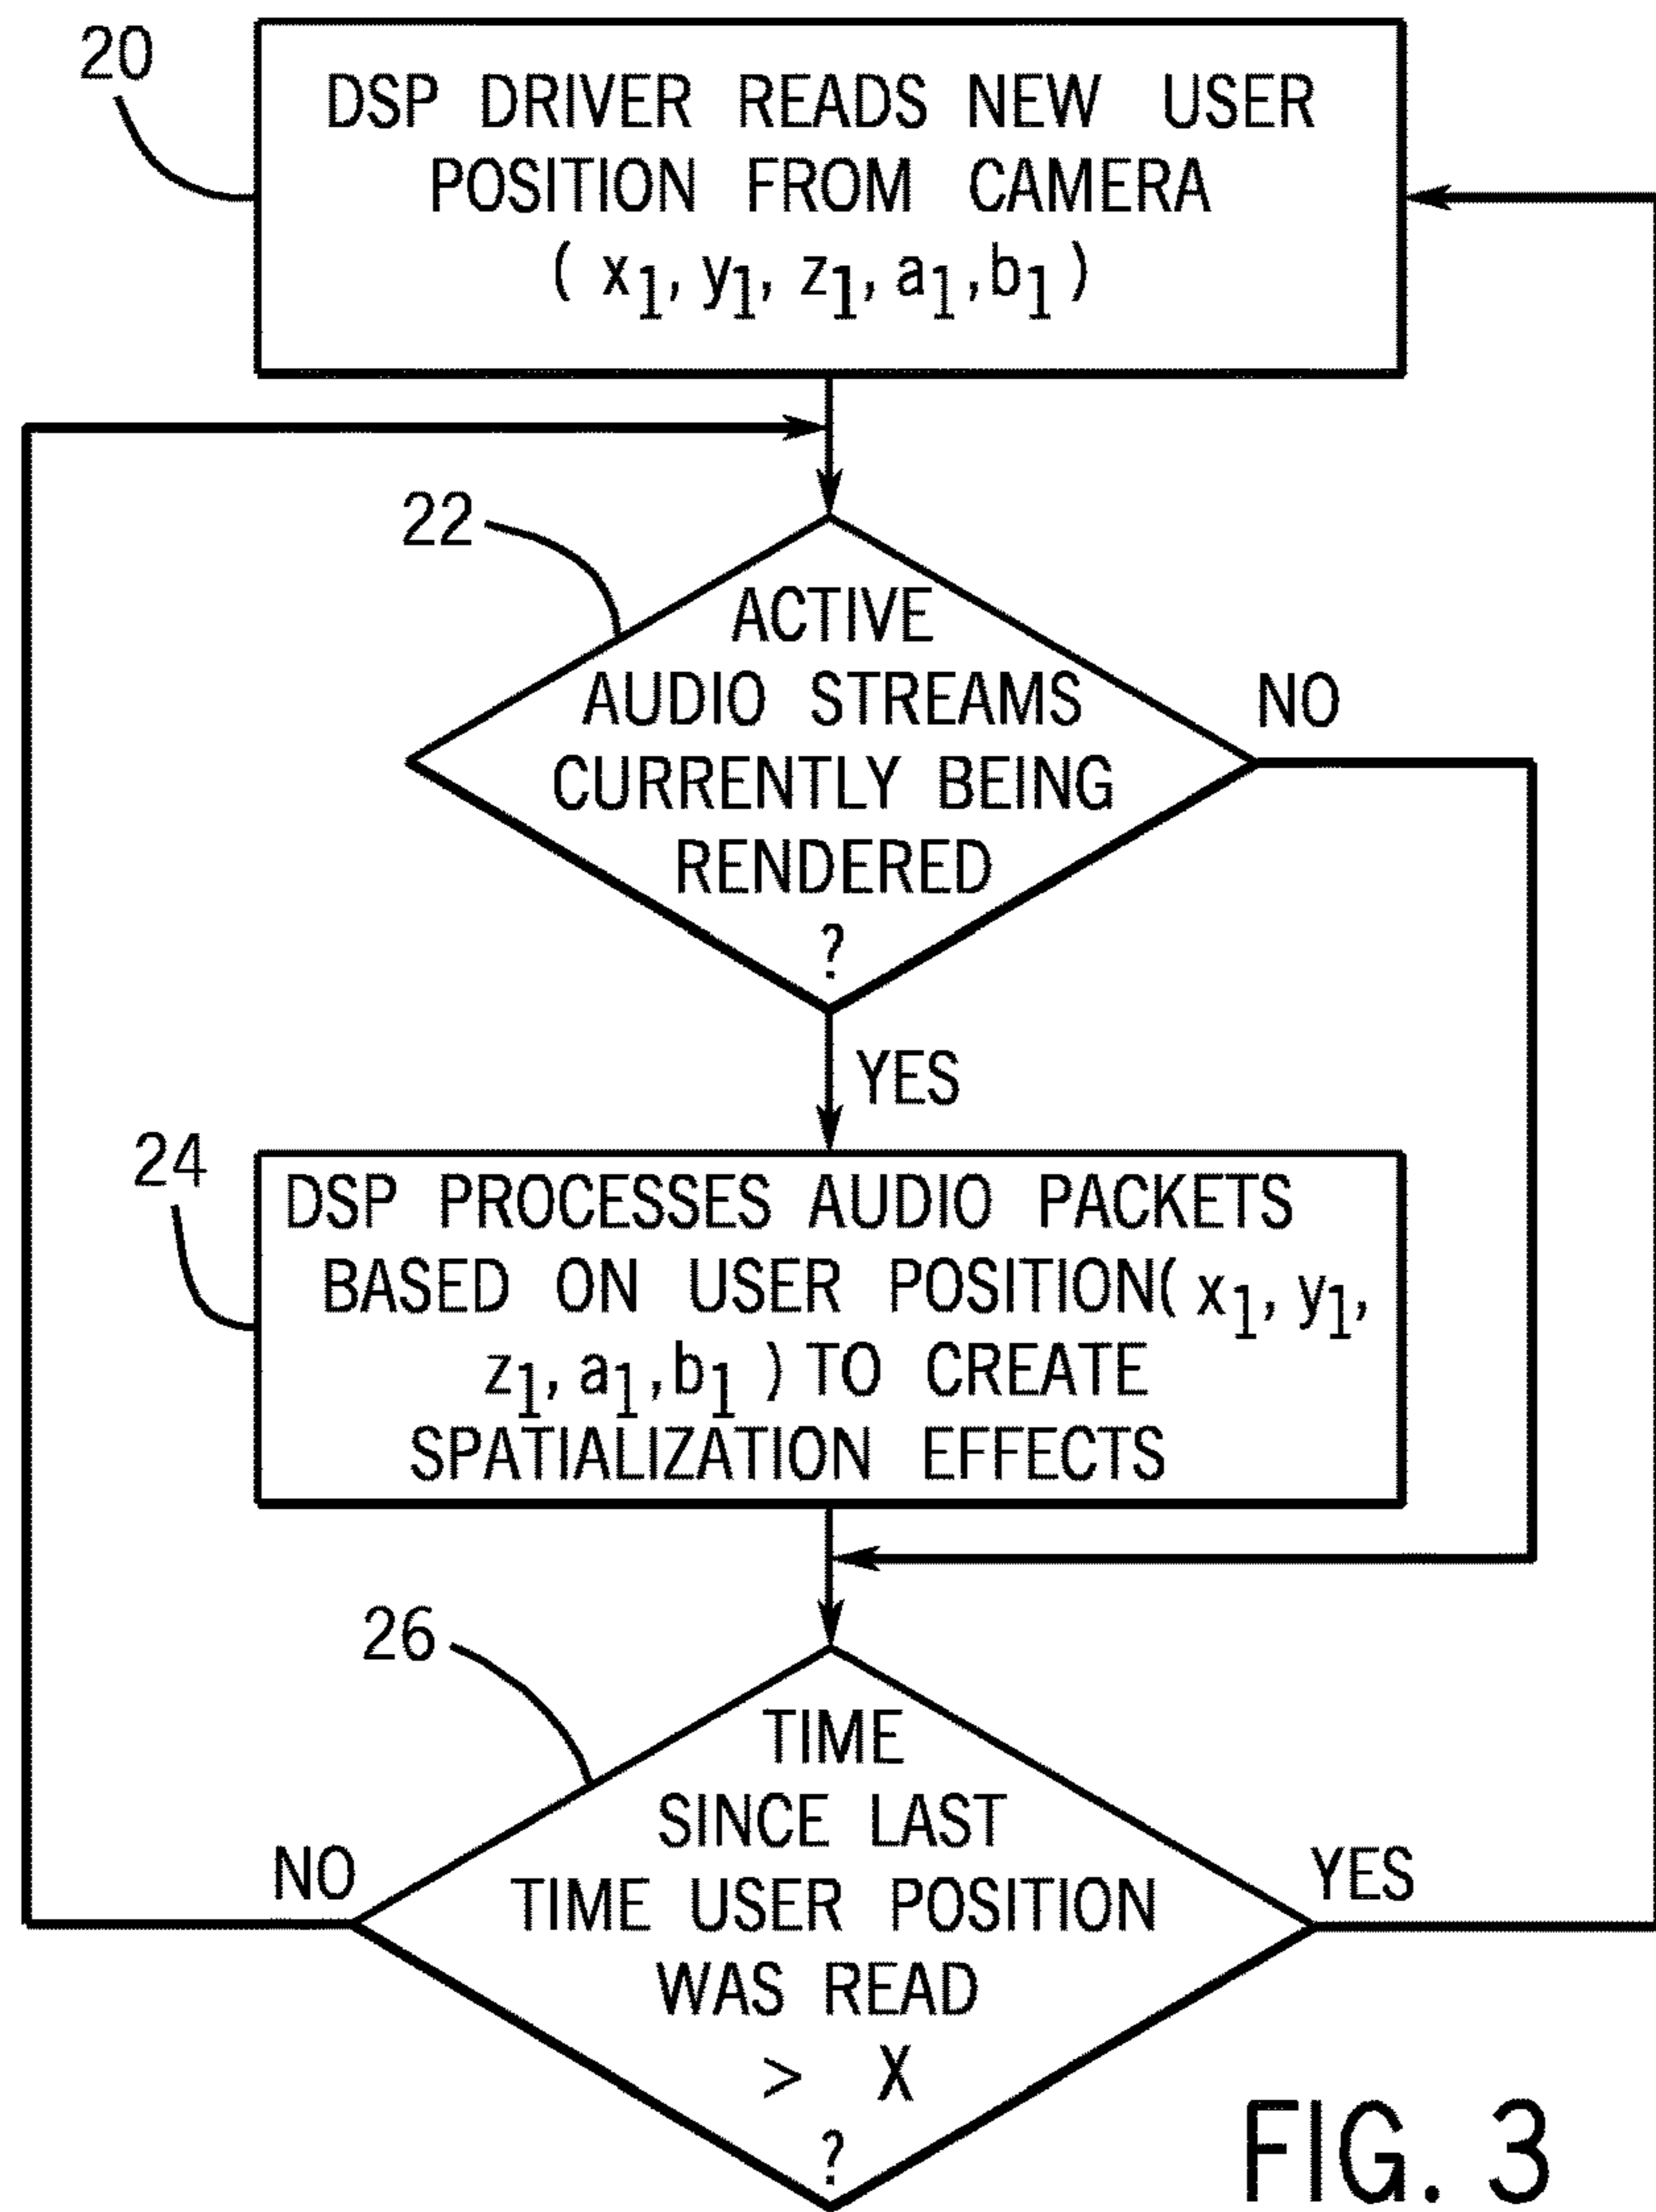 20
DSP DRIVER READS NEW USER
POSITION FROM CAMERA
( x₁, y₁, z₁, a₁, b₁ )
22
ACTIVE
AUDIO STREAMS
CURRENTLY BEING
RENDERED
?
NO
YES
24
DSP PROCESSES AUDIO PACKETS
BASED ON USER POSITION( x₁, y₁,
z₁, a₁, b₁ ) TO CREATE
SPATIALIZATION EFFECTS
26
TIME
SINCE LAST
TIME USER POSITION
WAS READ
> X
?
NO
YES
FIG. 3